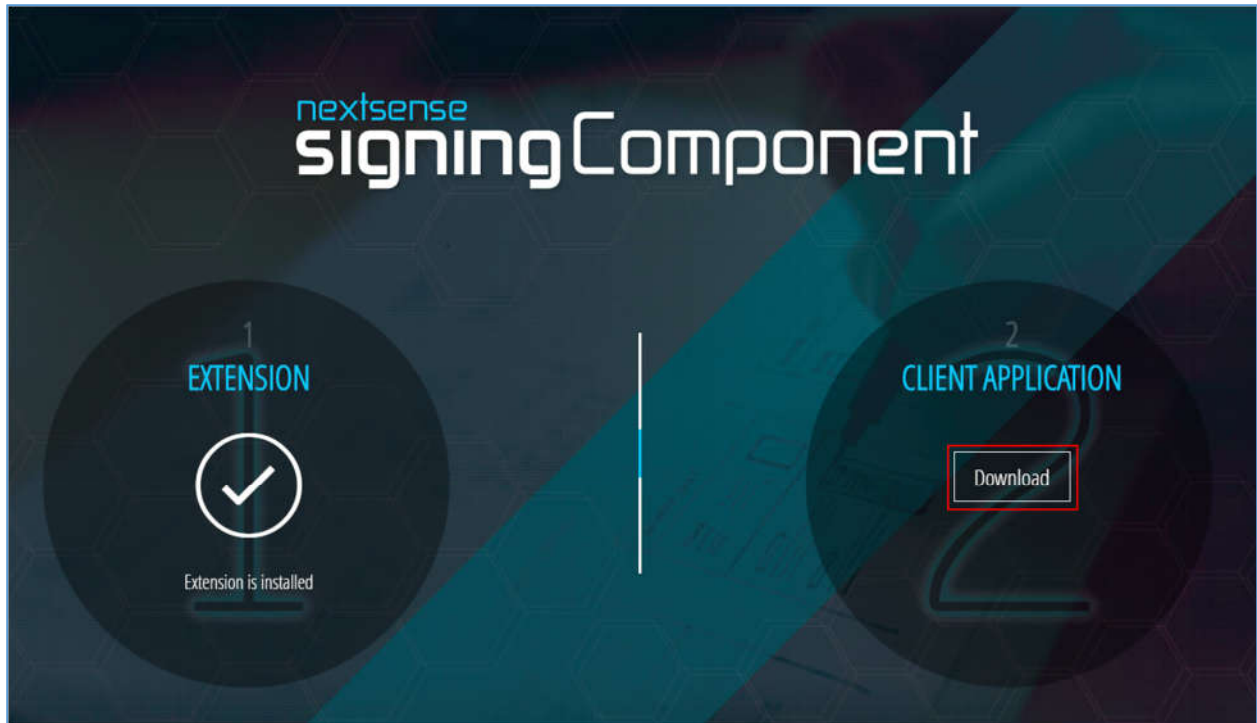 nextsense
signingComponent
1
EXTENSION
Extension is installed
2
CLIENT APPLICATION
Download